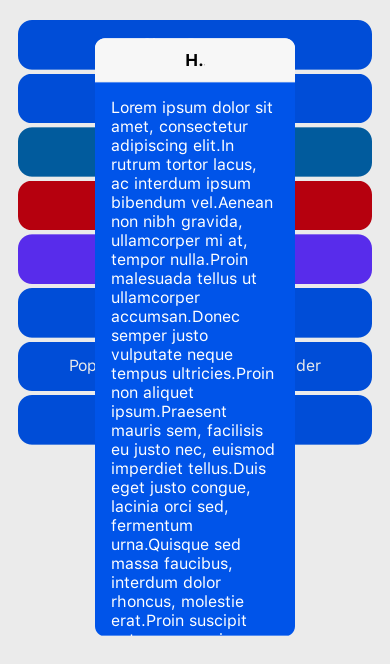 H.
Lorem ipsum dolor sit
amet, consectetur
adipiscing elit.In
rutrum tortor lacus,
ac interdum ipsum
bibendum vel.Aenean
non nibh gravida,
ullamcorper mi at,
tempor nulla.Proin
malesuada tellus ut
ullamcorper
accumsan.Donec
semper justo
vulputate neque
tempus ultricies.Proin
non aliquet
ipsum.Praesent
mauris sem, facilisis
eu justo nec, euismod
imperdiet tellus.Duis
eget justo congue,
lacinia orci sed,
fermentum
urna.Quisque sed
massa faucibus,
interdum dolor
rhoncus, molestie
erat.Proin suscipit
Pop
der